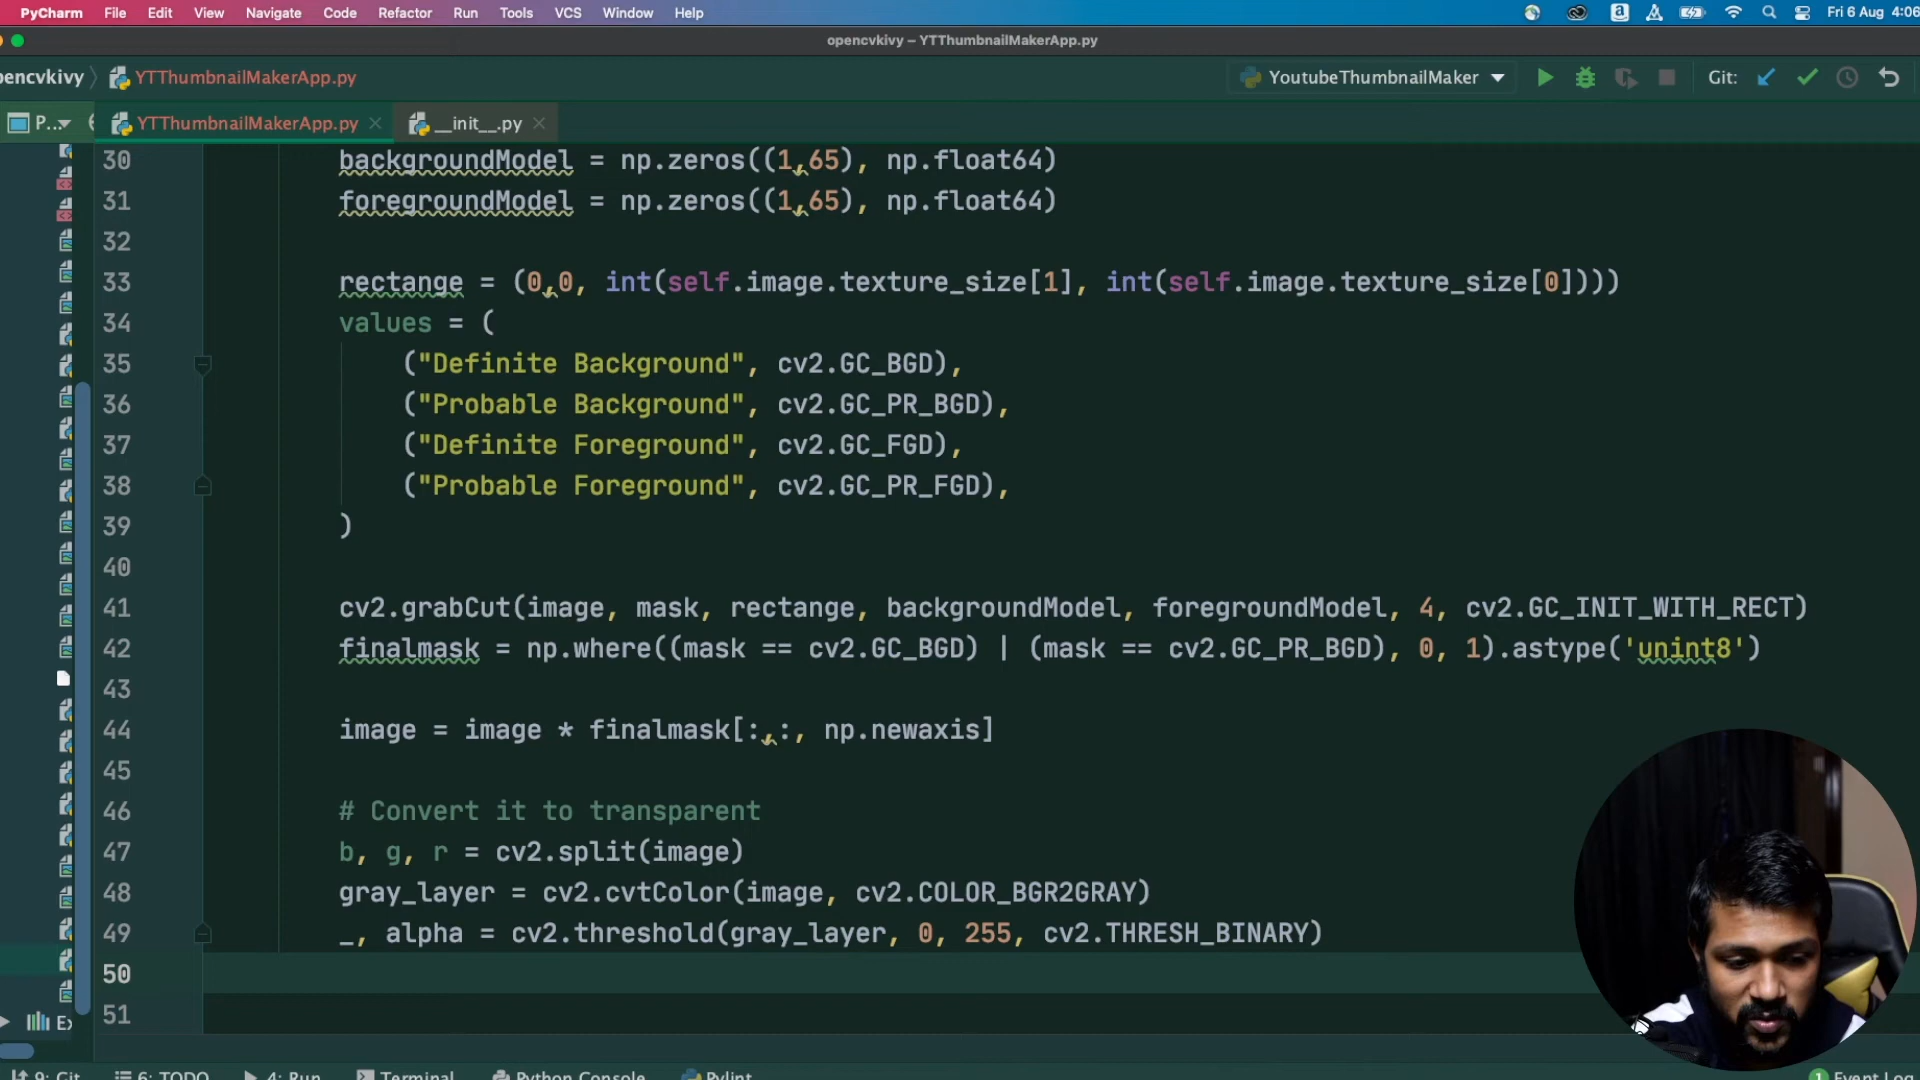 PyCharm File Edit View Navigate Code Refactor Run Tools VCS Window Help Fri 6 Aug 4:06
opencvkivy – YTThumbnailMakerApp.py
pencvkivy YTThumbnailMakerApp.py YoutubeThumbnailMaker Git:
P... YTThumbnailMakerApp.py __init__.py
30 backgroundModel = np.zeros((1,65), np.float64)
31 foregroundModel = np.zeros((1,65), np.float64)
32
33 rectange = (0,0, int(self.image.texture_size[1], int(self.image.texture_size[0])))
34 values = (
35 ("Definite Background", cv2.GC_BGD),
36 ("Probable Background", cv2.GC_PR_BGD),
37 ("Definite Foreground", cv2.GC_FGD),
38 ("Probable Foreground", cv2.GC_PR_FGD),
39 )
40
41 cv2.grabCut(image, mask, rectange, backgroundModel, foregroundModel, 4, cv2.GC_INIT_WITH_RECT)
42 finalmask = np.where((mask == cv2.GC_BGD) | (mask == cv2.GC_PR_BGD), 0, 1).astype('unint8')
43
44 image = image * finalmask[:,:, np.newaxis]
45
46 # Convert it to transparent
47 b, g, r = cv2.split(image)
48 gray_layer = cv2.cvtColor(image, cv2.COLOR_BGR2GRAY)
49 _, alpha = cv2.threshold(gray_layer, 0, 255, cv2.THRESH_BINARY)
50
51
Ex
9: Git 6: TODO 4: Run Terminal Python Console Pylint 1 Event Log